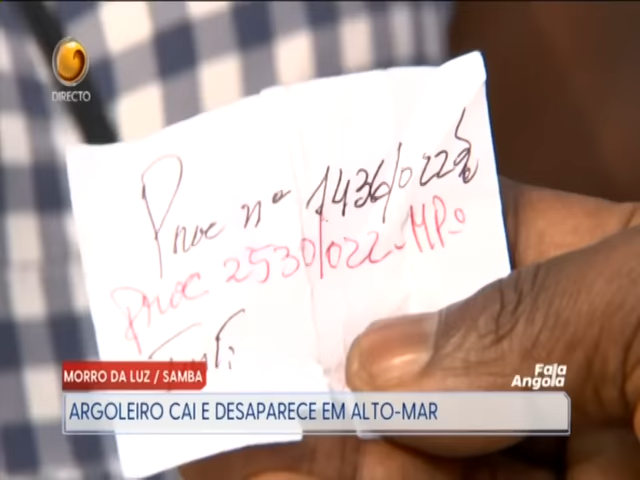 DIRECTO
Proc nº 1436/022
Proc 2530/022-MP.
MORRO DA LUZ / SAMBA
Fala
Angola
ARGOLEIRO CAI E DESAPARECE EM ALTO-MAR